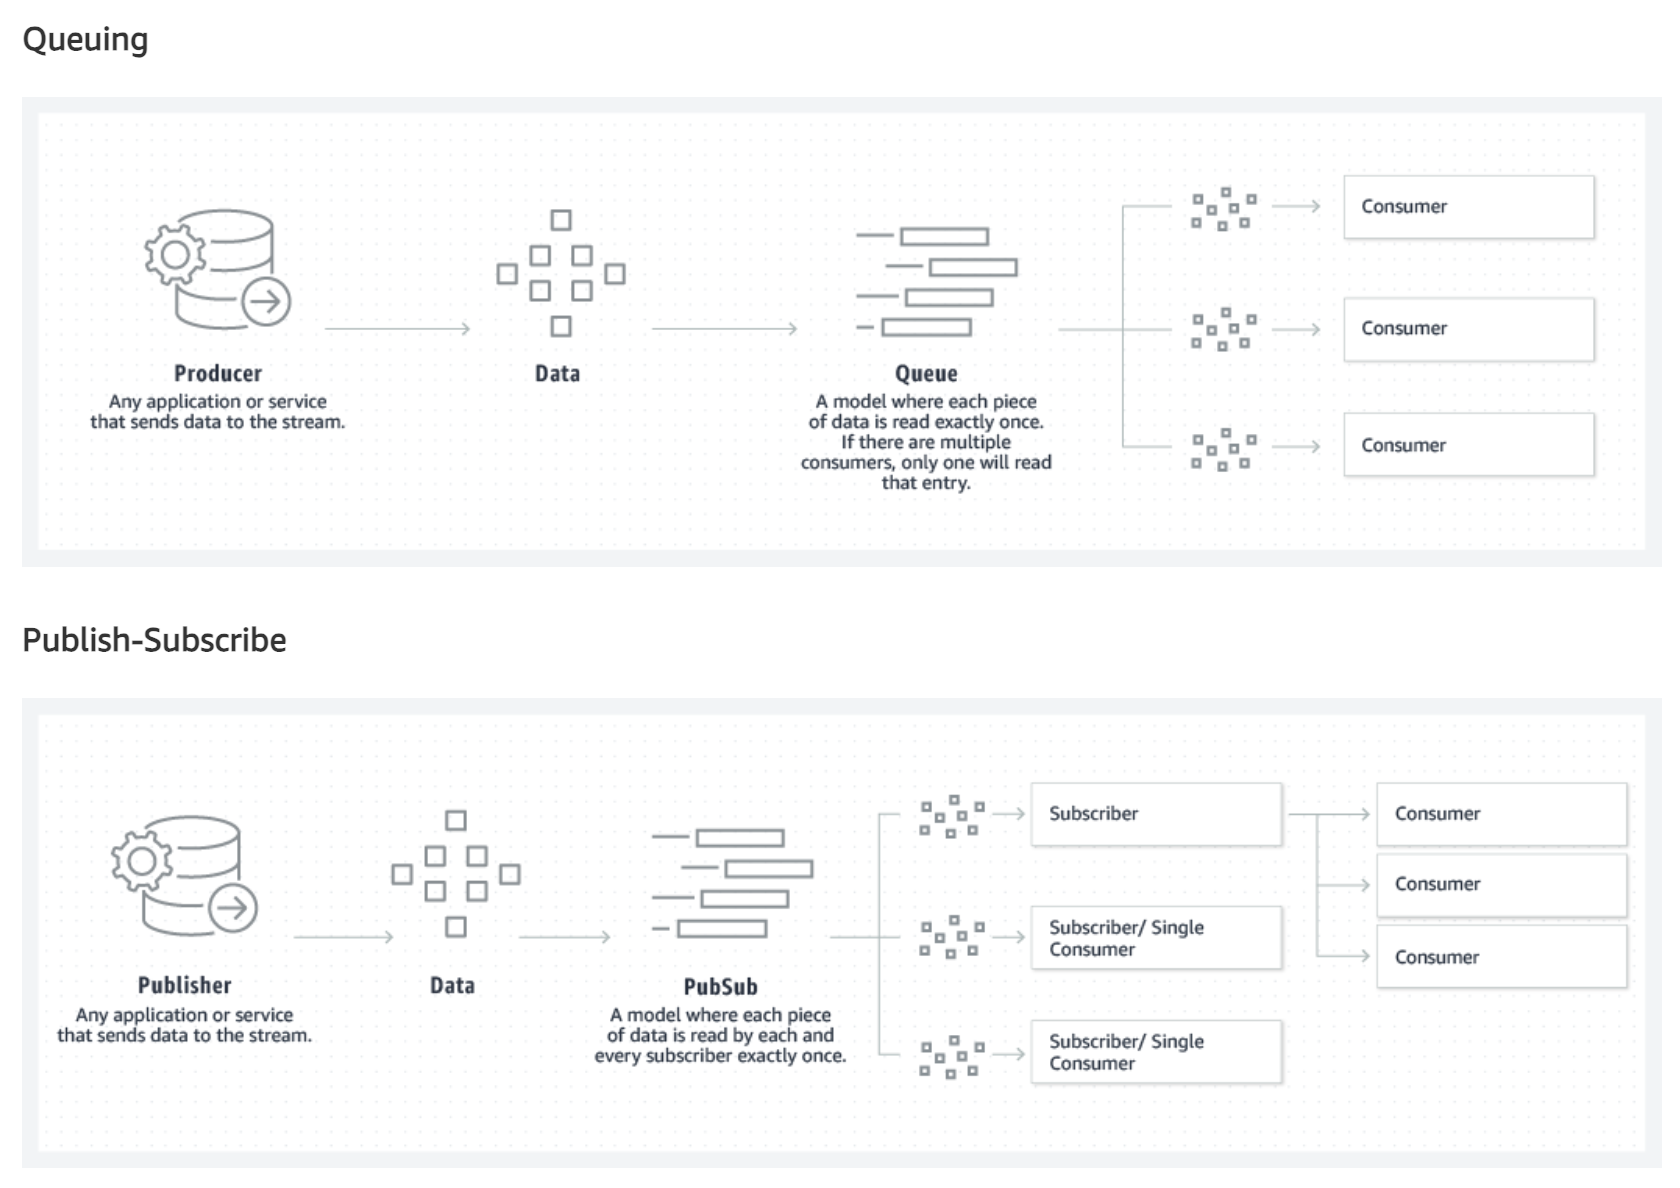 Queuing
Producer
Any application or service
that sends data to the stream.
Data
Queue
A model where each piece
of data is read exactly once.
If there are multiple
consumers, only one will read
that entry.
Consumer
Consumer
Consumer
Publish-Subscribe
Publisher
Any application or service
that sends data to the stream.
Data
PubSub
A model where each piece
of data is read by each and
every subscriber exactly once.
Subscriber
Subscriber/ Single
Consumer
Subscriber/ Single
Consumer
Consumer
Consumer
Consumer